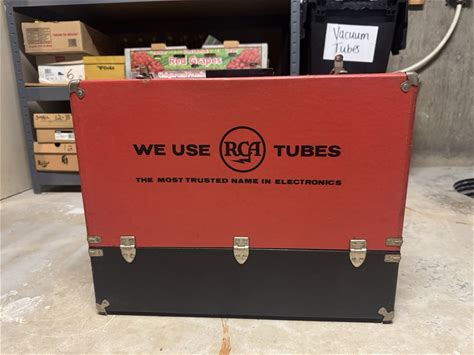 Vacuum
Tubes
Red Grapes
WE USE RCA TUBES
THE MOST TRUSTED NAME IN ELECTRONICS